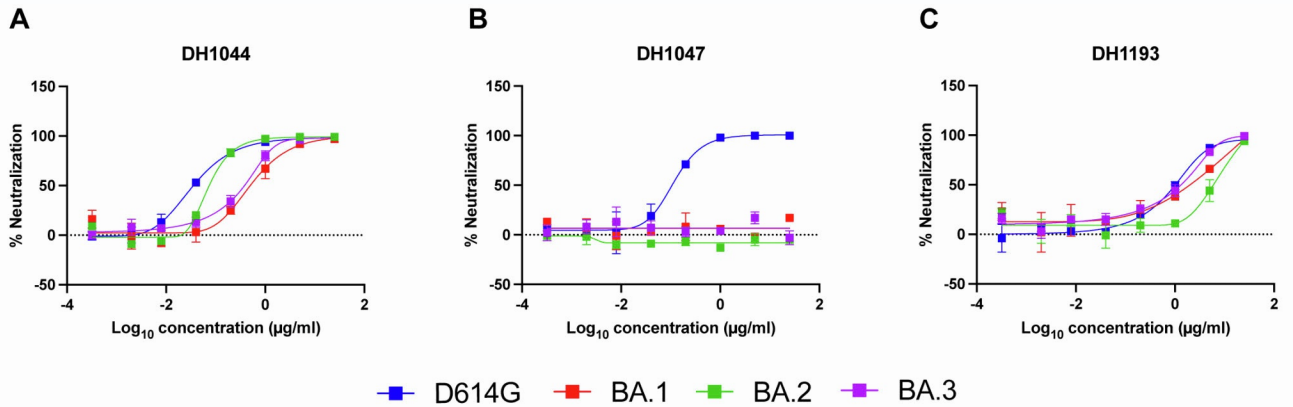 A
B
C
DH1044
DH1047
DH1193
150
100
50
0
-50
% Neutralization
-4
-2
0
2
Log10 concentration (µg/ml)
150
100
50
0
-50
% Neutralization
-4
-2
0
2
Log10 concentration (µg/ml)
150
100
50
0
-50
% Neutralization
-4
-2
0
2
Log10 concentration (µg/ml)
D614G BA.1 BA.2 BA.3